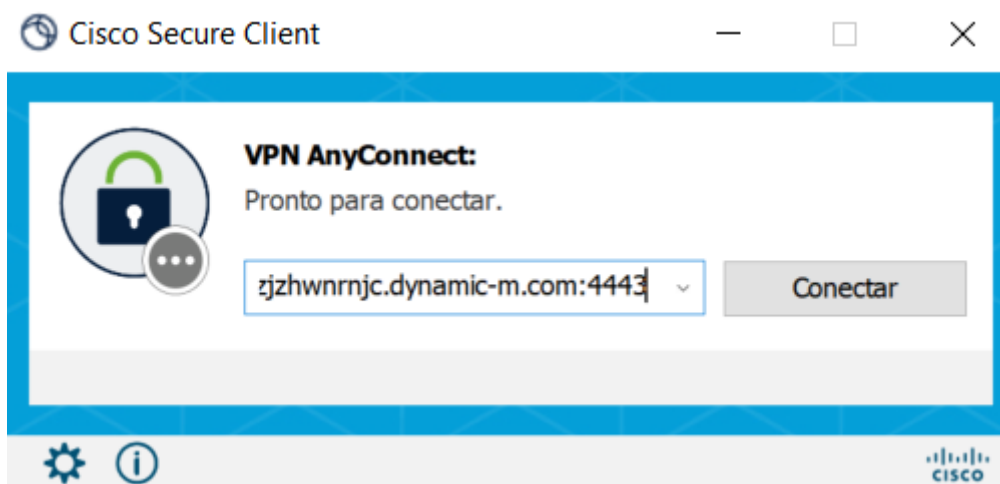 Cisco Secure Client
VPN AnyConnect:
Pronto para conectar.
zjzhwnrnjc.dynamic-m.com:4443
Conectar
CISCO